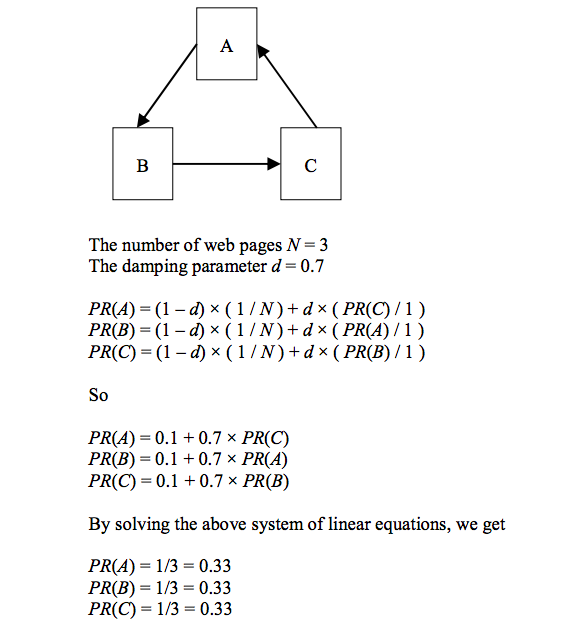 A
B
C
The number of web pages N = 3
The damping parameter d = 0.7
PR(A) = (1 – d) × ( 1 / N ) + d × ( PR(C) / 1 )
PR(B) = (1 – d) × ( 1 / N ) + d × ( PR(A) / 1 )
PR(C) = (1 – d) × ( 1 / N ) + d × ( PR(B) / 1 )
So
PR(A) = 0.1 + 0.7 × PR(C)
PR(B) = 0.1 + 0.7 × PR(A)
PR(C) = 0.1 + 0.7 × PR(B)
By solving the above system of linear equations, we get
PR(A) = 1/3 = 0.33
PR(B) = 1/3 = 0.33
PR(C) = 1/3 = 0.33